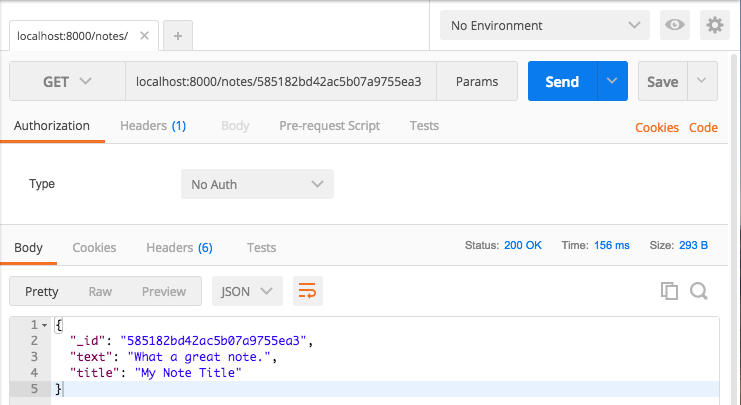 localhost:8000/notes/ × +
No Environment
GET localhost:8000/notes/585182bd42ac5b07a9755ea3 Params Send Save
Authorization Headers (1) Body Pre-request Script Tests Cookies Code
Type No Auth
Body Cookies Headers (6) Tests Status: 200 OK Time: 156 ms Size: 293 B
Pretty Raw Preview JSON
1 {
2 "_id": "585182bd42ac5b07a9755ea3",
3 "text": "What a great note.",
4 "title": "My Note Title"
5 }